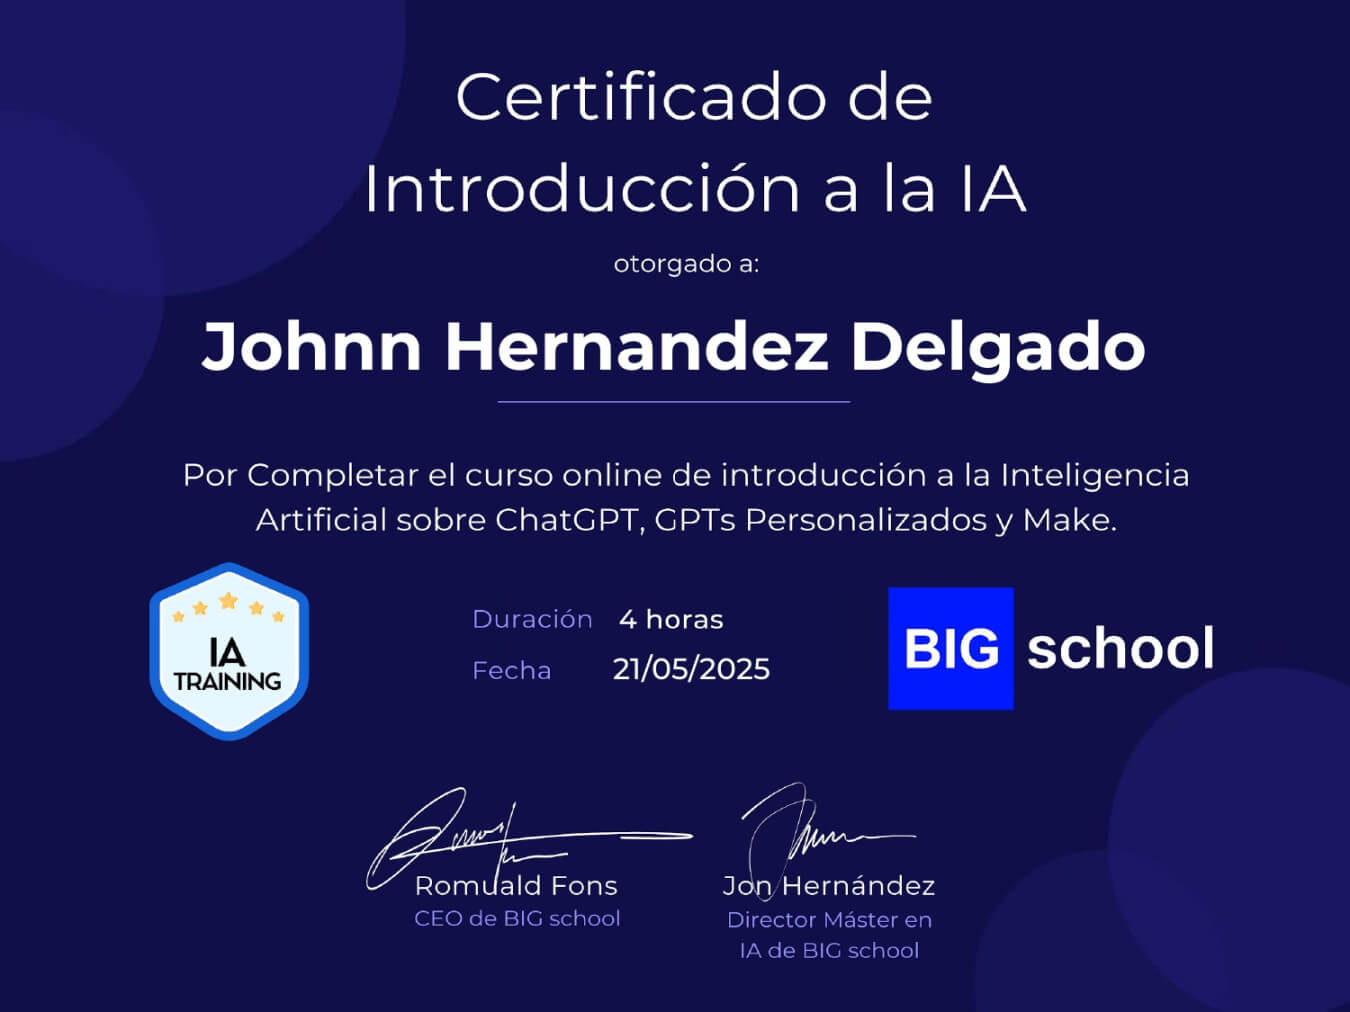 Certificado de
Introducción a la IA
otorgado a:
Johnn Hernandez Delgado
Por Completar el curso online de introducción a la Inteligencia
Artificial sobre ChatGPT, GPTs Personalizados y Make.
IA
TRAINING
Duración 4 horas
Fecha 21/05/2025
BIG school
Romuald Fons
CEO de BIG school
Jon Hernández
Director Máster en
IA de BIG school